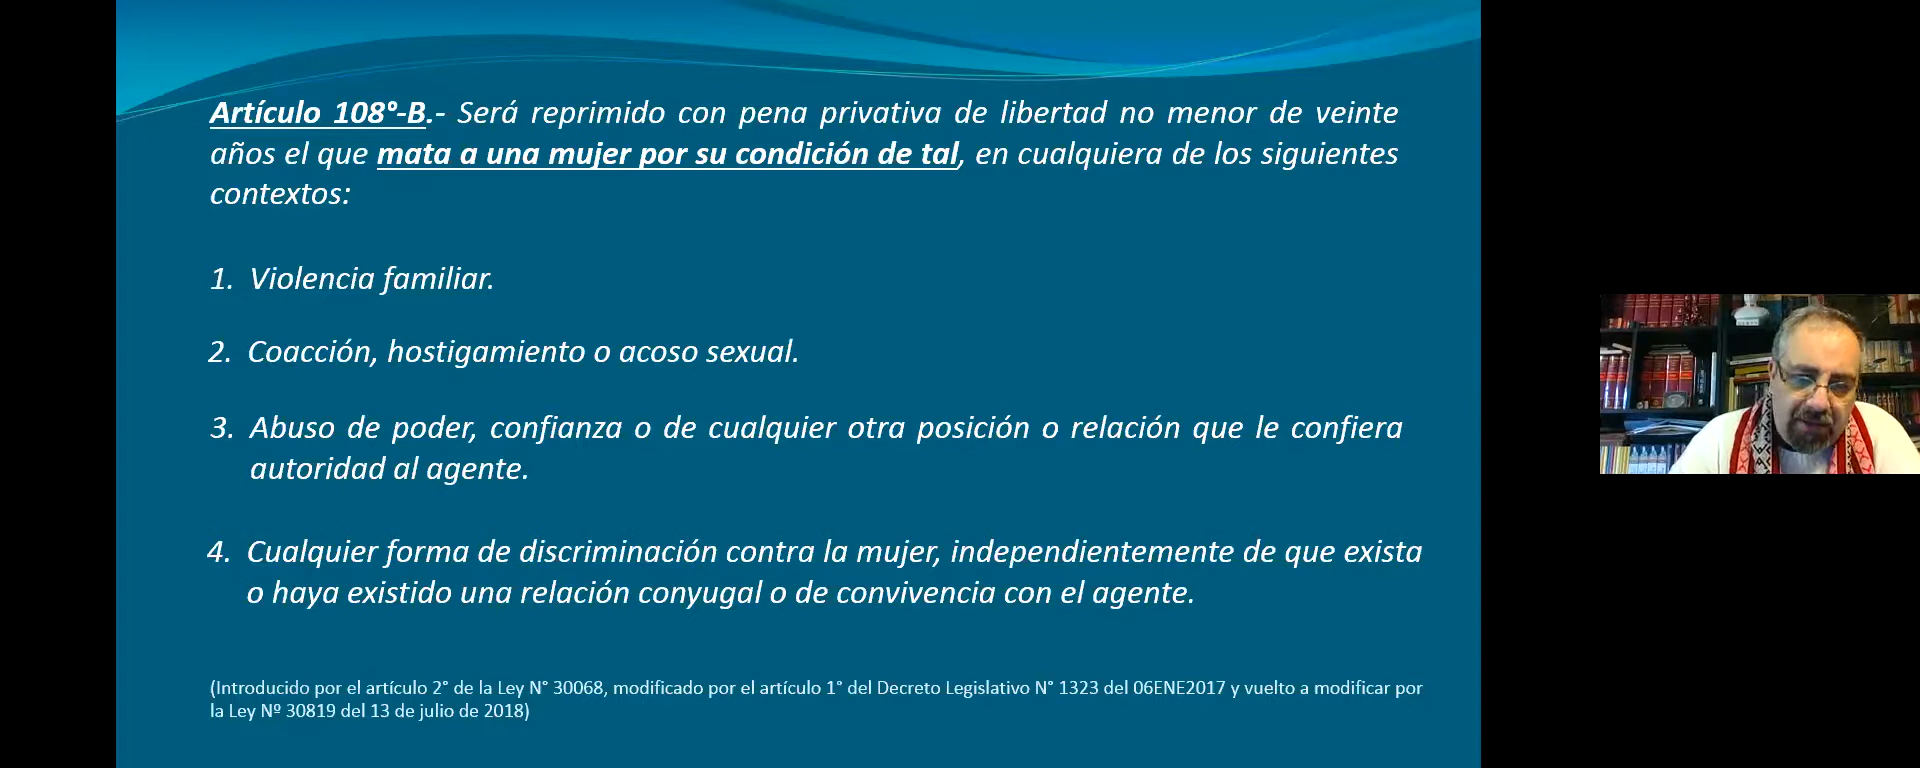 Artículo 108°-B.- Será reprimido con pena privativa de libertad no menor de veinte
años el que mata a una mujer por su condición de tal, en cualquiera de los siguientes
contextos:
1. Violencia familiar.
2. Coacción, hostigamiento o acoso sexual.
3. Abuso de poder, confianza o de cualquier otra posición o relación que le confiera
autoridad al agente.
4. Cualquier forma de discriminación contra la mujer, independientemente de que exista
o haya existido una relación conyugal o de convivencia con el agente.
(Introducido por el artículo 2° de la Ley N° 30068, modificado por el artículo 1° del Decreto Legislativo N° 1323 del 06ENE2017 y vuelto a modificar por
la Ley Nº 30819 del 13 de julio de 2018)